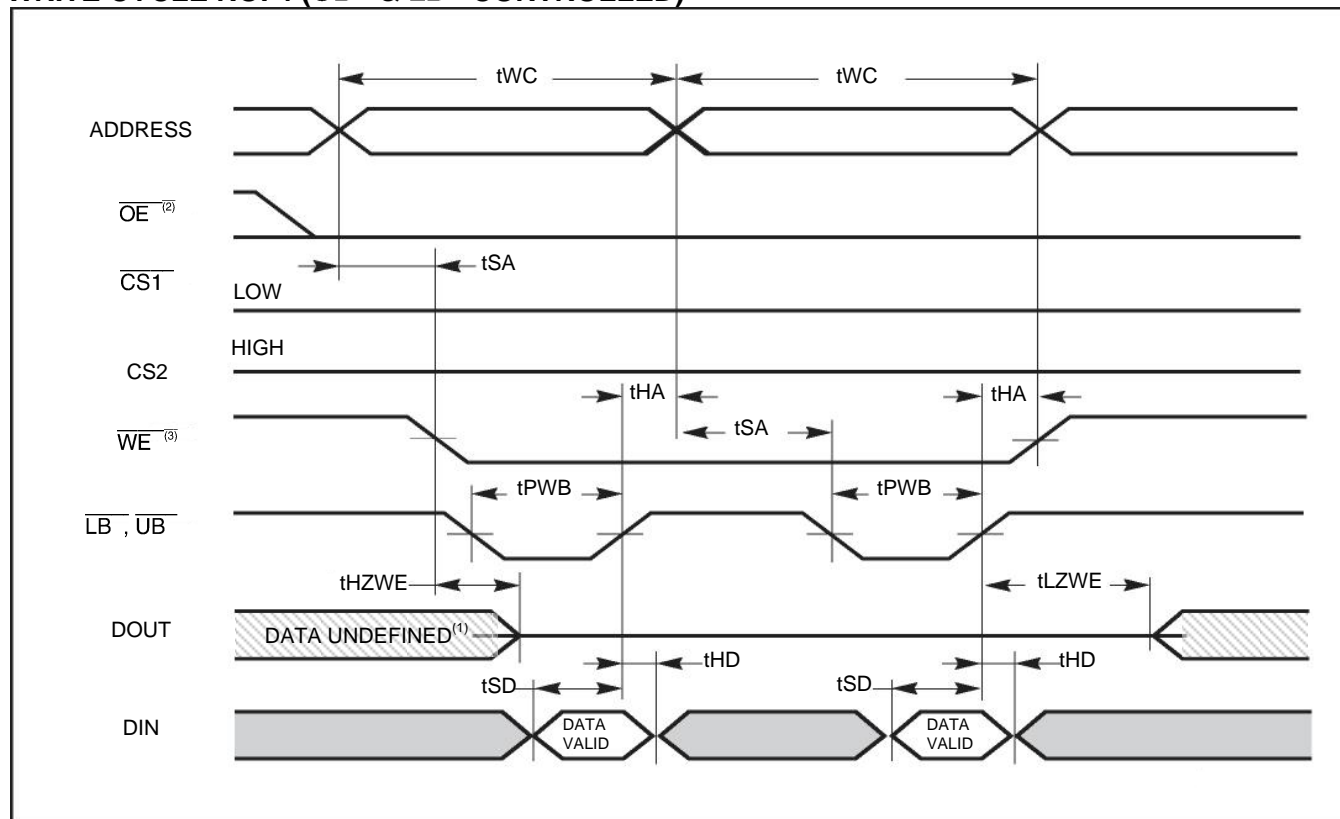 tWC
tWC
ADDRESS
OE (2)
tSA
CS1
LOW
HIGH
CS2
tHA
tHA
WE (3)
tSA
tPWB
tPWB
LB , UB
tHZWE
tLZWE
DOUT
DATA UNDEFINED(1)
tHD
tHD
tSD
tSD
DIN
DATA
VALID
DATA
VALID